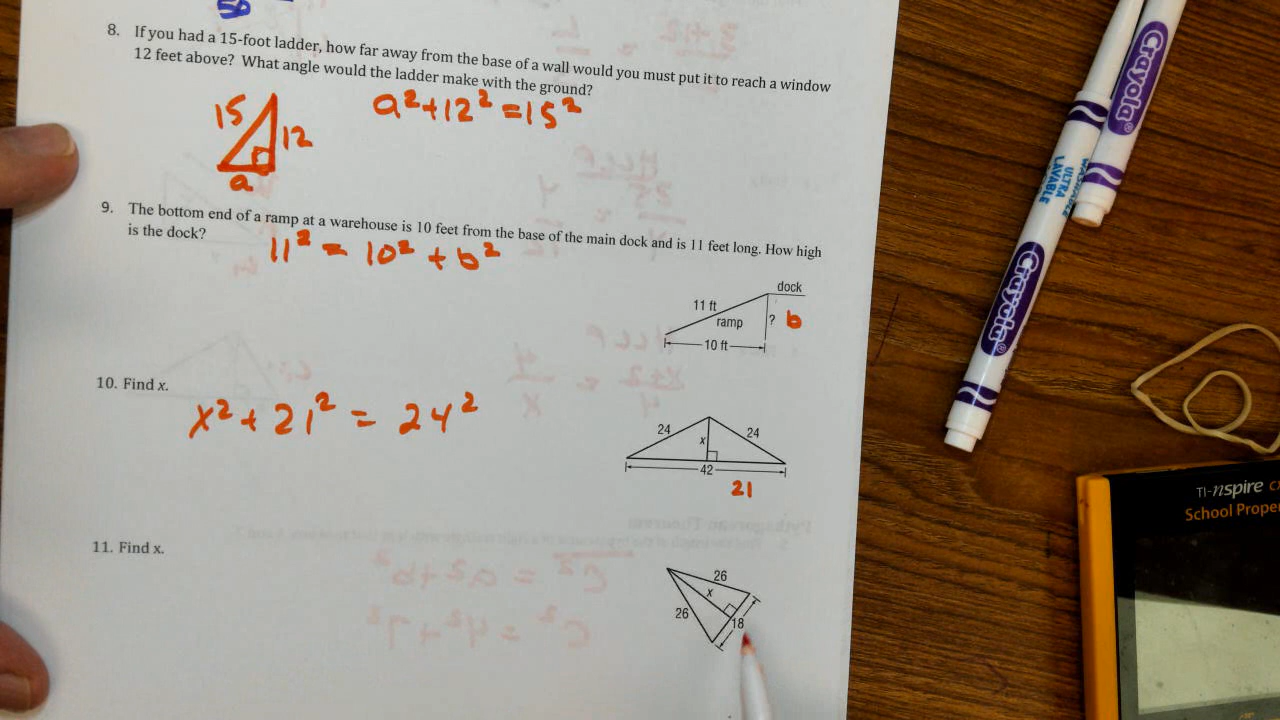 8. If you had a 15-foot ladder, how far away from the base of a wall would you must put it to reach a window
12 feet above? What angle would the ladder make with the ground?
15
12
a
a²+12²=15²
9. The bottom end of a ramp at a warehouse is 10 feet from the base of the main dock and is 11 feet long. How high
is the dock?
11² = 10² + b²
dock
11 ft
ramp
? b
10 ft
10. Find x.
x² + 21² = 24²
24
x
24
42
21
11. Find x.
26
x
26
18
Crayola®
Crayola®
ULTRA
WASHABLE
TI-nspire CX
School Prope